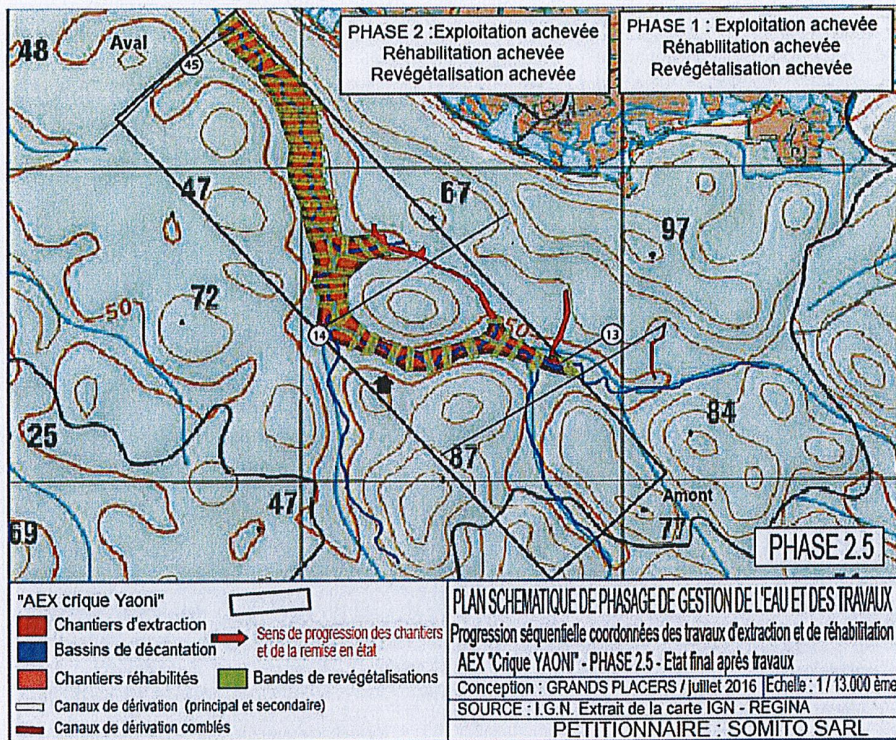 PHASE 2 :Exploitation achevée
Réhabilitation achevée
Revégétalisation achevée
PHASE 1 : Exploitation achevée
Réhabilitation achevée
Revégétalisation achevée
48
Aval
45
47
67
97
72
50
14
50
13
25
84
87
47
Amont
77
69
PHASE 2.5
"AEX crique Yaoni"
Chantiers d'extraction
Bassins de décantation
Sens de progression des chantiers
et de la remise en état
Chantiers réhabilités
Bandes de revégétalisations
Canaux de dérivation (principal et secondaire)
Canaux de dérivation comblés
PLAN SCHEMATIQUE DE PHASAGE DE GESTION DE L'EAU ET DES TRAVAUX
Progression séquentielle coordonnées des travaux d'extraction et de réhabilitation
AEX "Crique YAONI" - PHASE 2.5 - Etat final après travaux
Conception : GRANDS PLACERS / juillet 2016
Echelle : 1 / 13.000 ème
SOURCE : I.G.N. Extrait de la carte IGN - REGINA
PETITIONNAIRE : SOMITO SARL